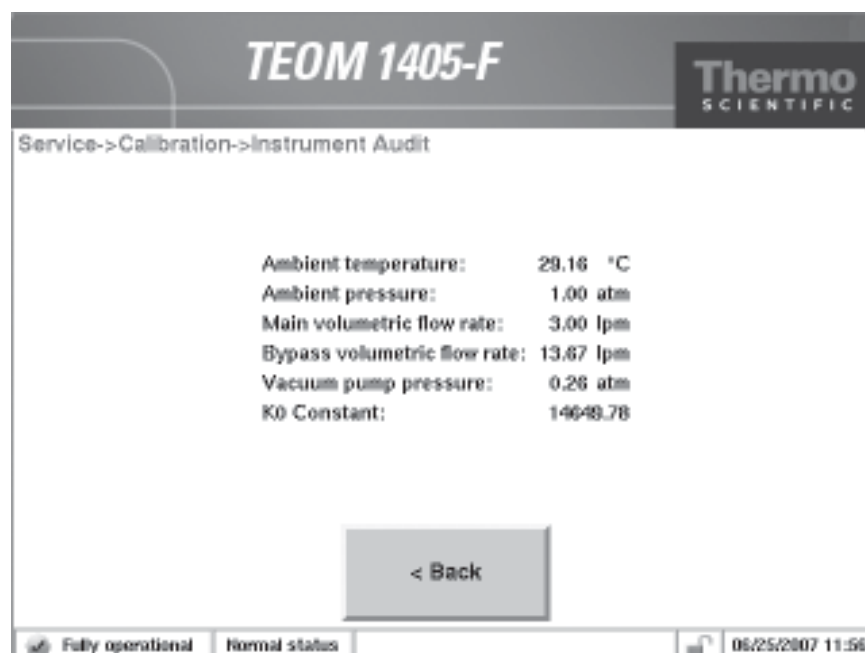 TEOM 1405-F
Thermo
SCIENTIFIC
Service->Calibration->Instrument Audit
Ambient temperature: 29.16 °C
Ambient pressure: 1.00 atm
Main volumetric flow rate: 3.00 lpm
Bypass volumetric flow rate: 13.67 lpm
Vacuum pump pressure: 0.26 atm
K0 Constant: 14648.78
< Back
Fully operational Normal status 06/25/2007 11:56